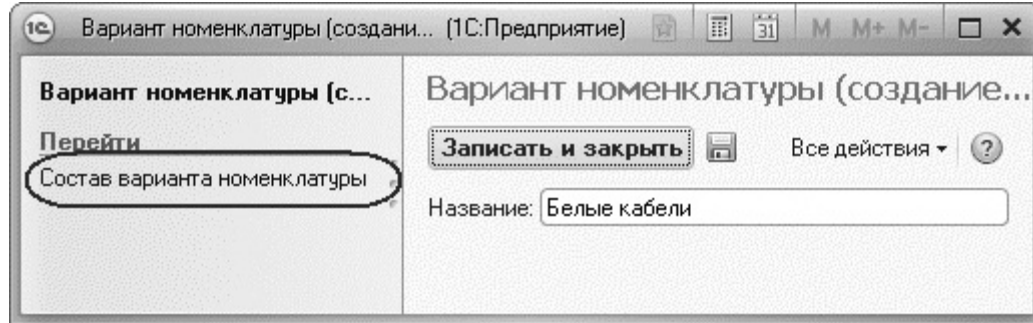 1С Вариант номенклатуры (создани... (1С:Предприятие) 31 M M+ M-
Вариант номенклатуры (с...
Перейти
Состав варианта номенклатуры
Вариант номенклатуры (создание...
Записать и закрыть Все действия ?
Название: Белые кабели